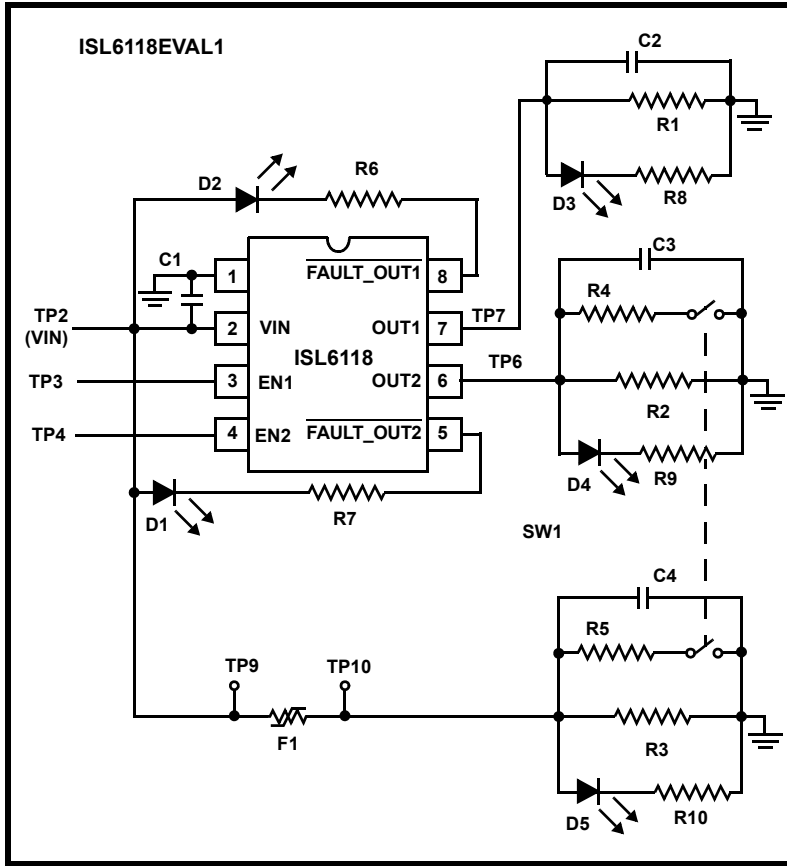 ISL6118EVAL1
C2
R1
D3
R8
D2
R6
C1
1
FAULT_OUT1
8
TP2
(VIN)
2
VIN
OUT1
7
TP7
ISL6118
TP3
3
EN1
OUT2
6
TP6
TP4
4
EN2
FAULT_OUT2
5
D1
R7
C3
R4
R2
D4
R9
SW1
C4
R5
TP9
TP10
F1
R3
D5
R10